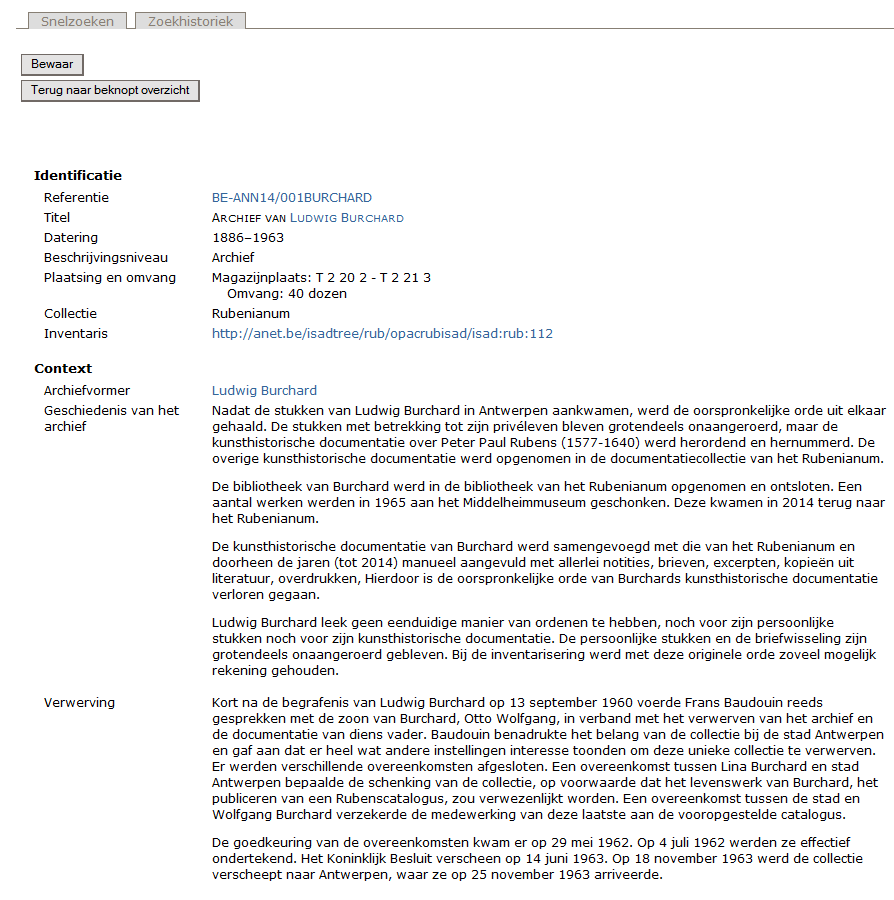 Snelzoeken Zoekhistoriek
Bewaar
Terug naar beknopt overzicht
Identificatie
Referentie BE-ANN14/001BURCHARD
Titel Archief van Ludwig Burchard
Datering 1886–1963
Beschrijvingsniveau Archief
Plaatsing en omvang Magazijnplaats: T 2 20 2 - T 2 21 3
Omvang: 40 dozen
Collectie Rubenianum
Inventaris http://anet.be/isadtree/rub/opacrubisad/isad:rub:112
Context
Archiefvormer Ludwig Burchard
Geschiedenis van het archief
Nadat de stukken van Ludwig Burchard in Antwerpen aankwamen, werd de oorspronkelijke orde uit elkaar
gehaald. De stukken met betrekking tot zijn privéleven bleven grotendeels onaangeroerd, maar de
kunsthistorische documentatie over Peter Paul Rubens (1577-1640) werd herordend en hernummerd. De
overige kunsthistorische documentatie werd opgenomen in de documentatiecollectie van het Rubenianum.
De bibliotheek van Burchard werd in de bibliotheek van het Rubenianum opgenomen en ontsloten. Een
aantal werken werden in 1965 aan het Middelheimmuseum geschonken. Deze kwamen in 2014 terug naar
het Rubenianum.
De kunsthistorische documentatie van Burchard werd samengevoegd met die van het Rubenianum en
doorheen de jaren (tot 2014) manueel aangevuld met allerlei notities, brieven, excerpten, kopieën uit
literatuur, overdrukken, Hierdoor is de oorspronkelijke orde van Burchards kunsthistorische documentatie
verloren gegaan.
Ludwig Burchard leek geen eenduidige manier van ordenen te hebben, noch voor zijn persoonlijke
stukken noch voor zijn kunsthistorische documentatie. De persoonlijke stukken en de briefwisseling zijn
grotendeels onaangeroerd gebleven. Bij de inventarisering werd met deze originele orde zoveel mogelijk
rekening gehouden.
Verwerving Kort na de begrafenis van Ludwig Burchard op 13 september 1960 voerde Frans Baudouin reeds
gesprekken met de zoon van Burchard, Otto Wolfgang, in verband met het verwerven van het archief en
de documentatie van diens vader. Baudouin benadrukte het belang van de collectie bij de stad Antwerpen
en gaf aan dat er heel wat andere instellingen interesse toonden om deze unieke collectie te verwerven.
Er werden verschillende overeenkomsten afgesloten. Een overeenkomst tussen Lina Burchard en stad
Antwerpen bepaalde de schenking van de collectie, op voorwaarde dat het levenswerk van Burchard, het
publiceren van een Rubenscatalogus, zou verwezenlijkt worden. Een overeenkomst tussen de stad en
Wolfgang Burchard verzekerde de medewerking van deze laatste aan de vooropgestelde catalogus.
De goedkeuring van de overeenkomsten kwam er op 29 mei 1962. Op 4 juli 1962 werden ze effectief
ondertekend. Het Koninklijk Besluit verscheen op 14 juni 1963. Op 18 november 1963 werd de collectie
verscheept naar Antwerpen, waar ze op 25 november 1963 arriveerde.